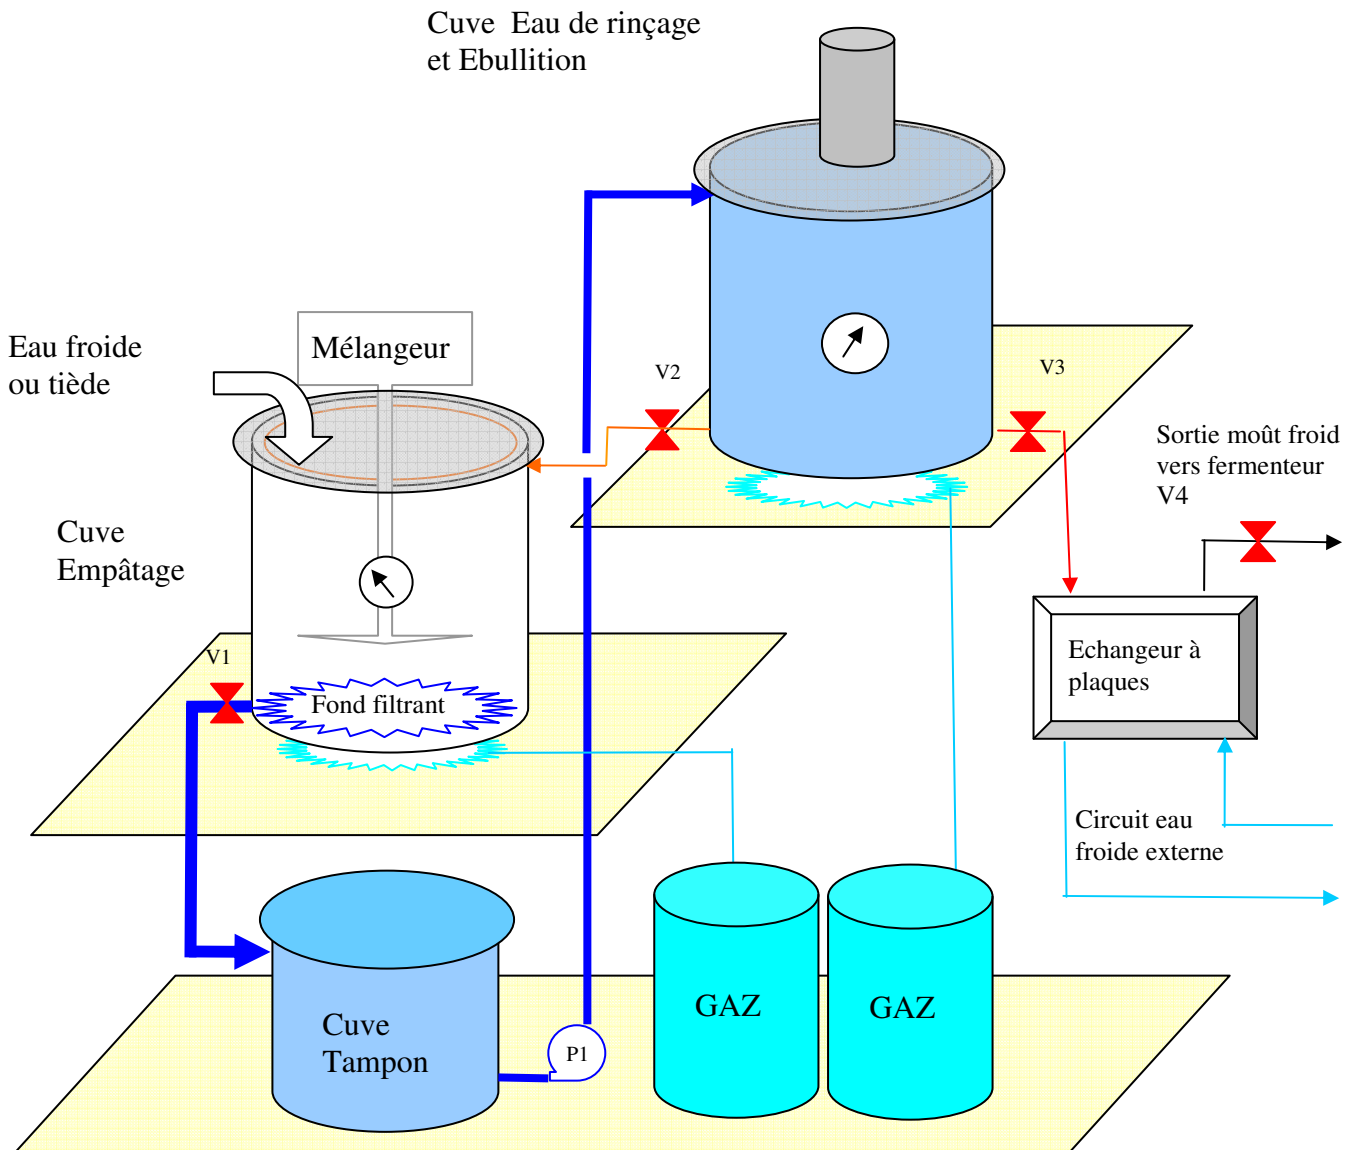 Cuve Eau de rinçage
et Ebullition
Eau froide
ou tiède
Mélangeur
V2
V3
Sortie moût froid
vers fermenteur
V4
Cuve
Empâtage
V1
Fond filtrant
Echangeur à
plaques
Circuit eau
froide externe
Cuve
Tampon
P1
GAZ
GAZ